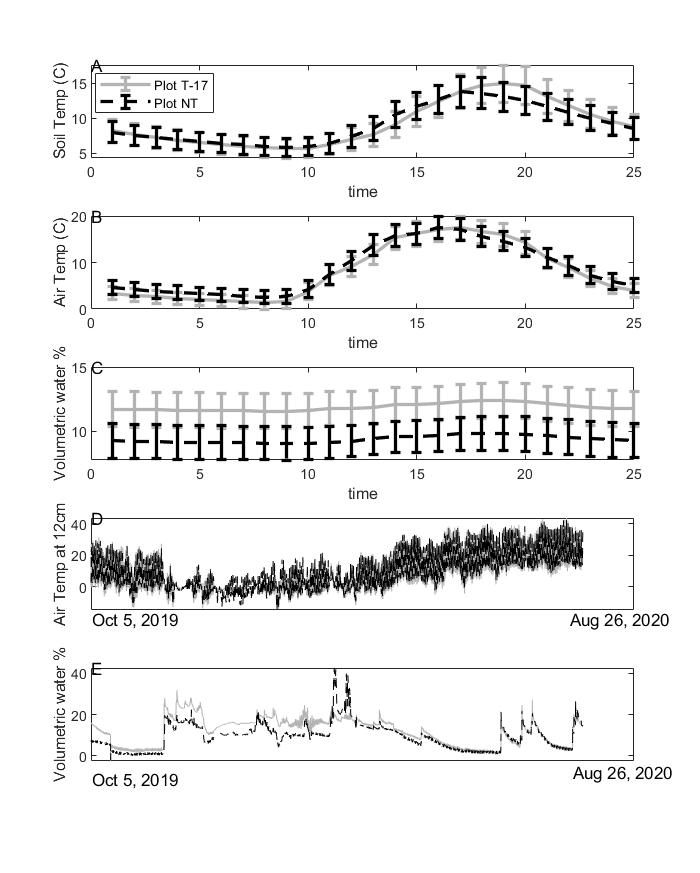 A
Soil Temp (C)
15
10
5
Plot T-17
Plot NT
0 5 10 15 20 25
time
B
Air Temp (C)
20
10
0
0 5 10 15 20 25
time
C
Volumetric water %
15
10
0 5 10 15 20 25
time
D
Air Temp at 12cm
40
20
0
Oct 5, 2019 Aug 26, 2020
E
Volumetric water %
40
20
0
Oct 5, 2019 Aug 26, 2020